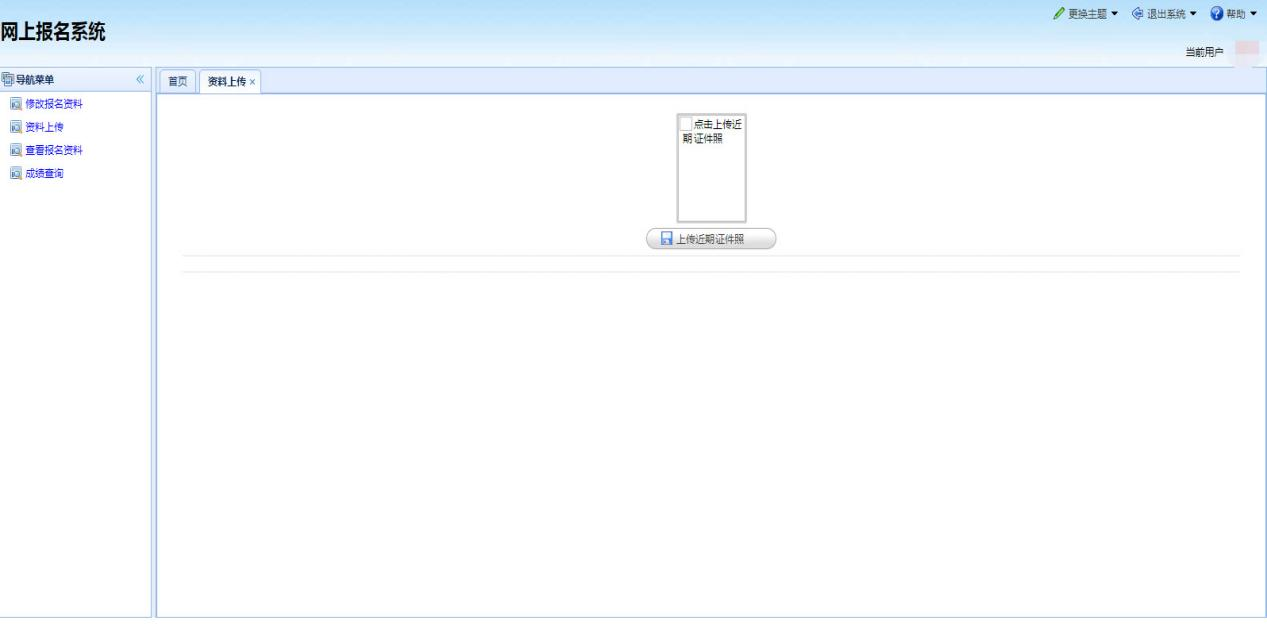 更换主题 退出系统 帮助
网上报名系统
当前用户
导航菜单
首页 资料上传
修改报名资料
资料上传
查看报名资料
成绩查询
点击上传近
期证件照
上传近期证件照